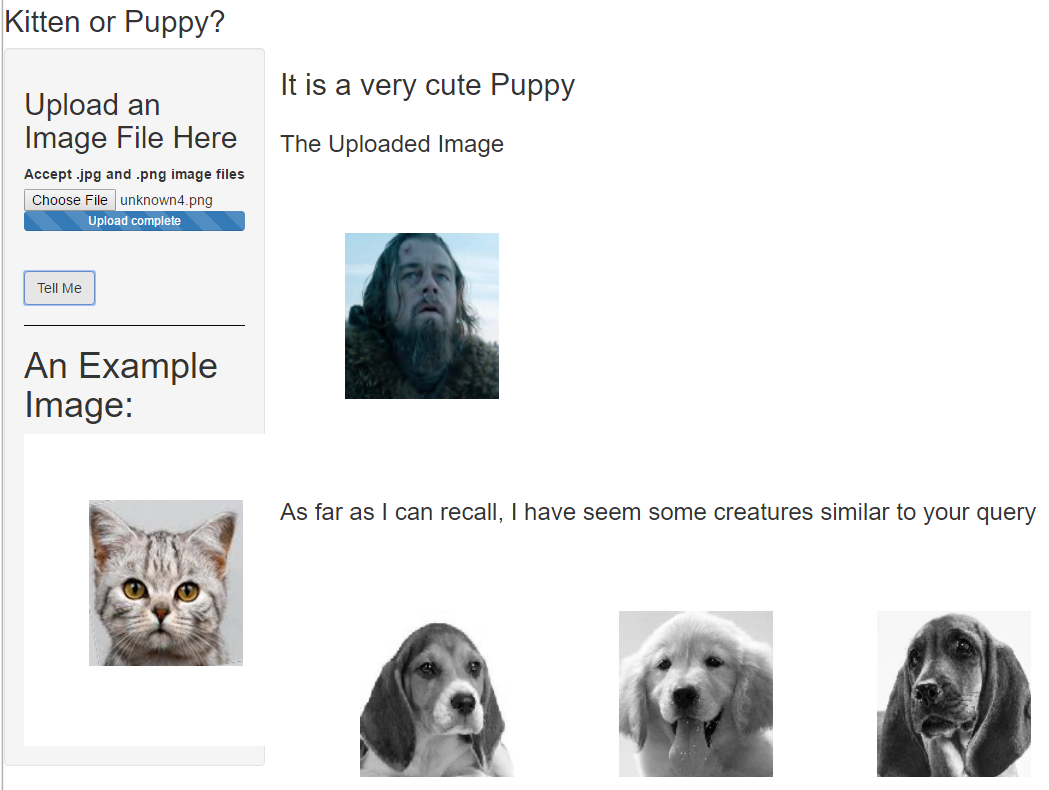 Kitten or Puppy?
Upload an
Image File Here
Accept .jpg and .png image files
Choose File unknown4.png
Upload complete
Tell Me
An Example
Image:
It is a very cute Puppy
The Uploaded Image
As far as I can recall, I have seem some creatures similar to your query